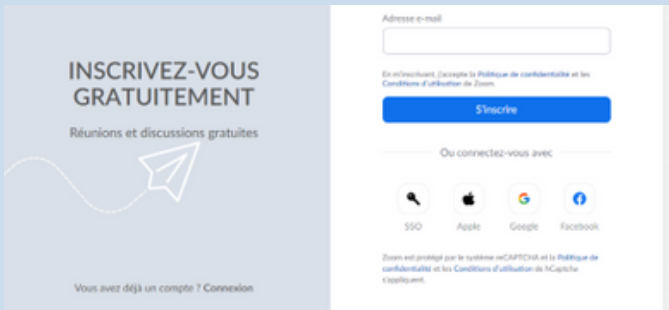 INSCRIVEZ-VOUS
GRATUITEMENT
Réunions et discussions gratuites
Vous avez déjà un compte ? Connexion
Adresse e-mail
En m'inscrivant, j'accepte la Politique de confidentialité et les
Conditions d'utilisation de Zoom.
S'inscrire
Ou connectez-vous avec
SSO
Apple
Google
Facebook
Zoom est protégé par le système reCAPTCHA et la Politique de
confidentialité et les Conditions d'utilisation de hCaptcha
s'appliquent.